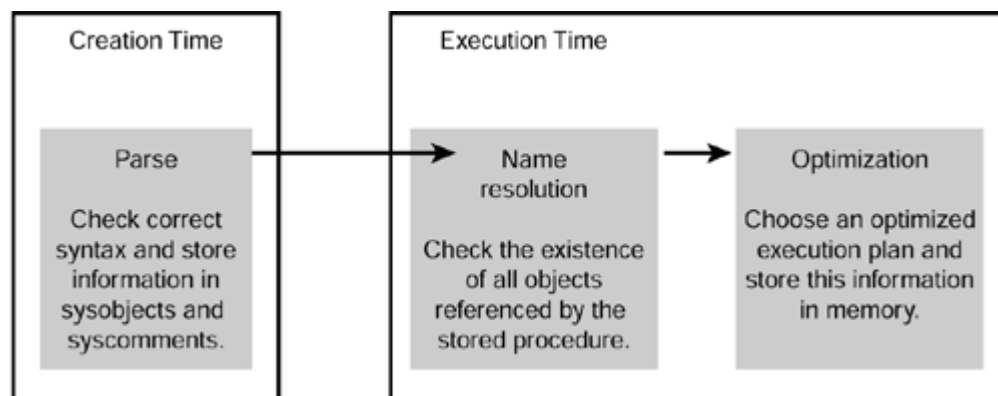 Creation Time
Execution Time
Parse
Check correct
syntax and store
information in
sysobjects and
syscomments.
Name
resolution
Check the existence
of all objects
referenced by the
stored procedure.
Optimization
Choose an optimized
execution plan and
store this information
in memory.